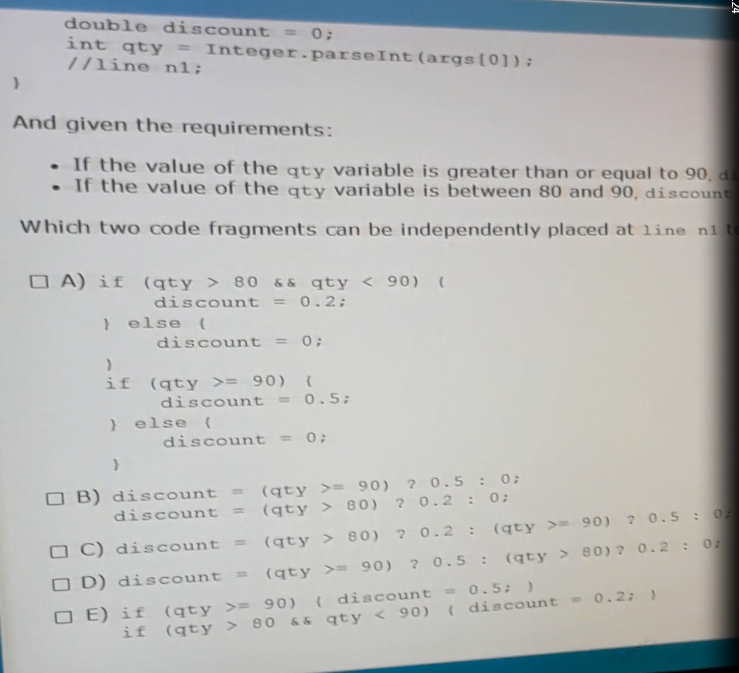 double discount = 0;
int qty = Integer.parseInt(args[0]);
//line n1;
}
And given the requirements:
• If the value of the qty variable is greater than or equal to 90,
• If the value of the qty variable is between 80 and 90, discount
Which two code fragments can be independently placed at line n1
A) if (qty > 80 && qty < 90) {
discount = 0.2;
} else {
discount = 0;
}
if (qty >= 90) {
discount = 0.5;
} else {
discount = 0;
}
B) discount = (qty >= 90) ? 0.5 : 0;
discount = (qty > 80) ? 0.2 : 0;
C) discount = (qty > 80) ? 0.2 : (qty >= 90) ? 0.5 : 0;
D) discount = (qty >= 90) ? 0.5 : (qty > 80)? 0.2 : 0;
E) if (qty >= 90) { discount = 0.5; }
if (qty > 80 && qty < 90) { discount = 0.2; }
24